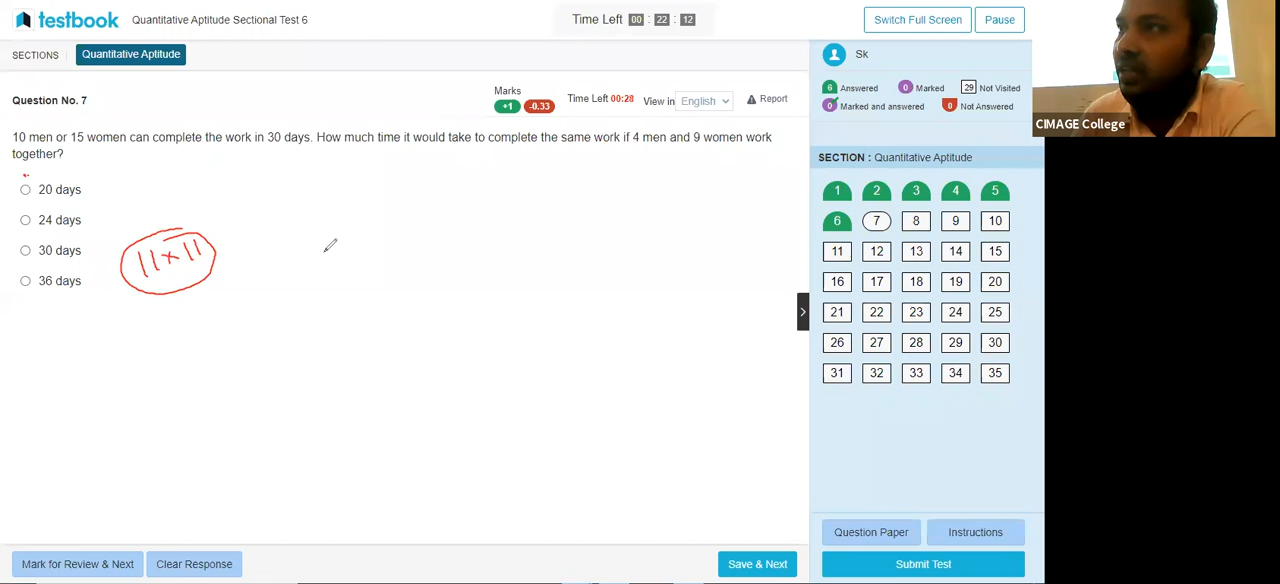 testbook Quantitative Aptitude Sectional Test 6 Time Left 00 : 22 : 12 Switch Full Screen Pause
SECTIONS Quantitative Aptitude
Sk
Question No. 7 Marks +1 -0.33 Time Left 00:28 View in English Report
6 Answered 0 Marked 29 Not Visited
0 Marked and answered 0 Not Answered
CIMAGE College
10 men or 15 women can complete the work in 30 days. How much time it would take to complete the same work if 4 men and 9 women work
together?
20 days
24 days
30 days
36 days
11 x 11
SECTION : Quantitative Aptitude
1 2 3 4 5
6 7 8 9 10
11 12 13 14 15
16 17 18 19 20
21 22 23 24 25
26 27 28 29 30
31 32 33 34 35
Question Paper Instructions
Mark for Review & Next Clear Response Save & Next Submit Test